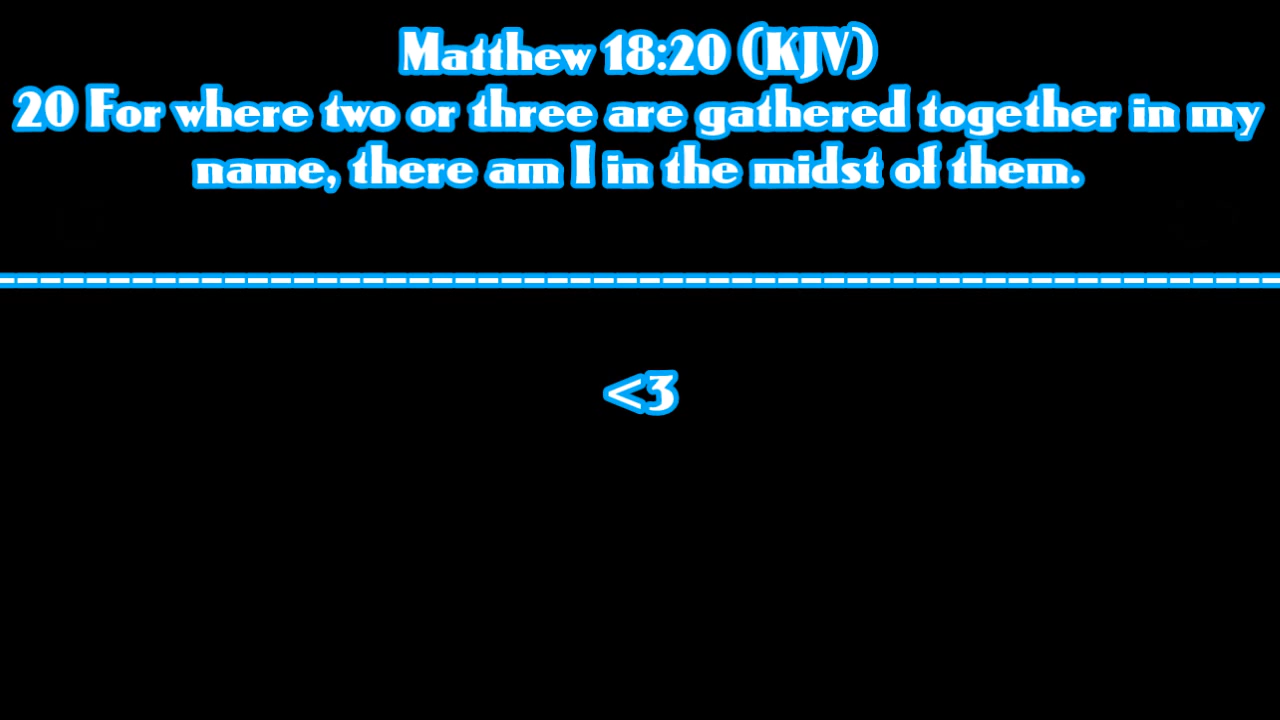 Matthew 18:20 (KJV)
20 For where two or three are gathered together in my
name, there am I in the midst of them.
<3